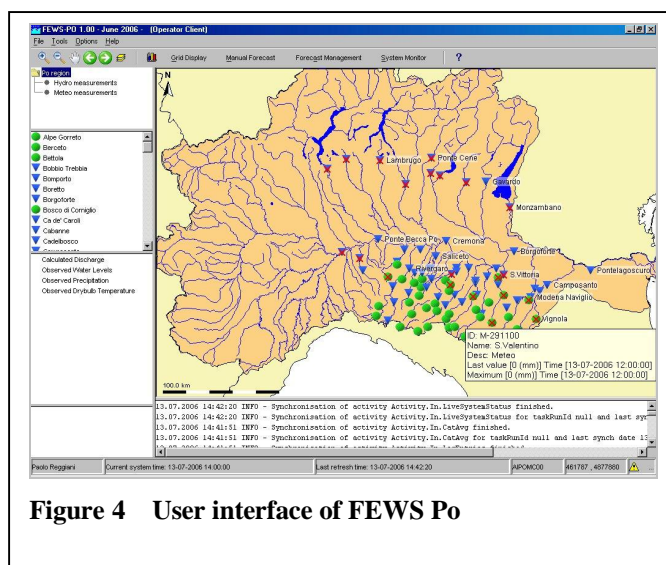 FEWS-PO 1.00 - June 2006 - (Operator Client)
File Tools Options Help
Grid Display Manual Forecast Forecast Management System Monitor ?
Po region
Hydro measurements
Meteo measurements
Alpe Gorreto
Berceto
Bettola
Bobbio Trebbia
Bomporto
Boretto
Borgoforte
Bosco di Corniglio
Ca de' Caroli
Cabanne
Cadelbosco
Calculated Discharge
Observed Water Levels
Observed Precipitation
Observed Drybulb Temperature
N
Lambrugo
Ponte Cene
Gavardo
Monzambano
Ponte Becca Po
Cremona
Borgoforte
Saliceto
Rivergaro
S.Vittoria
Pontelagoscuro
Camposanto
Modena Naviglio
Vignola
ID: M-291100
Name: S.Valentino
Desc: Meteo
Last value [0 (mm)] Time [13-07-2006 12:00:00]
Maximum [0 (mm)] Time [13-07-2006 12:00:00]
100.0 km
13.07.2006 14:42:20 INFO - Synchronisation of activity Activity.In.LiveSystemStatus finished.
13.07.2006 14:42:20 INFO - Synchronisation of activity Activity.In.LiveSystemStatus for taskRunId null and last syn
13.07.2006 14:41:51 INFO - Synchronisation of activity Activity.In.CatAvg finished.
13.07.2006 14:41:51 INFO - Synchronisation of activity Activity.In.CatAvg for taskRunId null and last synch date 13
Paolo Reggiani
Current system time: 13-07-2006 14:00:00
Last refresh time: 13-07-2006 14:42:20
AIPOMC00
461787 , 4877880
Figure 4 User interface of FEWS Po